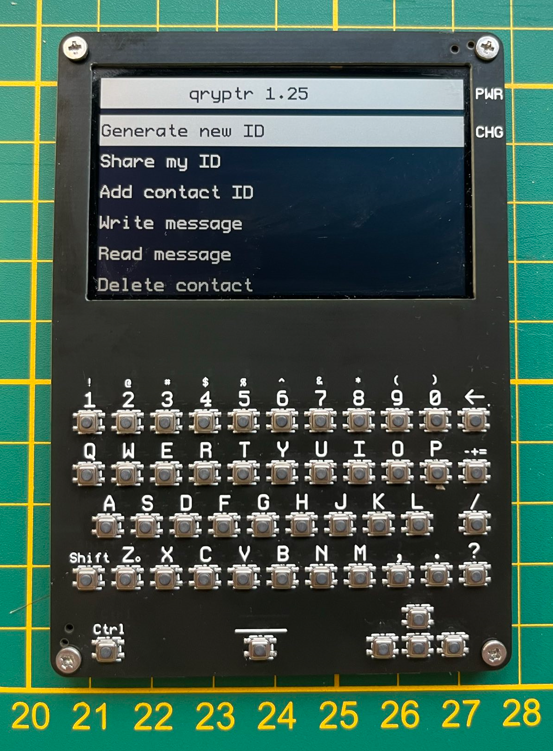 qryptr 1.25
PWR
Generate new ID
CHG
Share my ID
Add contact ID
Write message
Read message
Delete contact
! @ # $ % ^ & * ( )
1 2 3 4 5 6 7 8 9 0 ←
Q W E R T Y U I O P -+=
A S D F G H J K L /
Shift Z X C V B N M , . ?
Ctrl
20 21 22 23 24 25 26 27 28